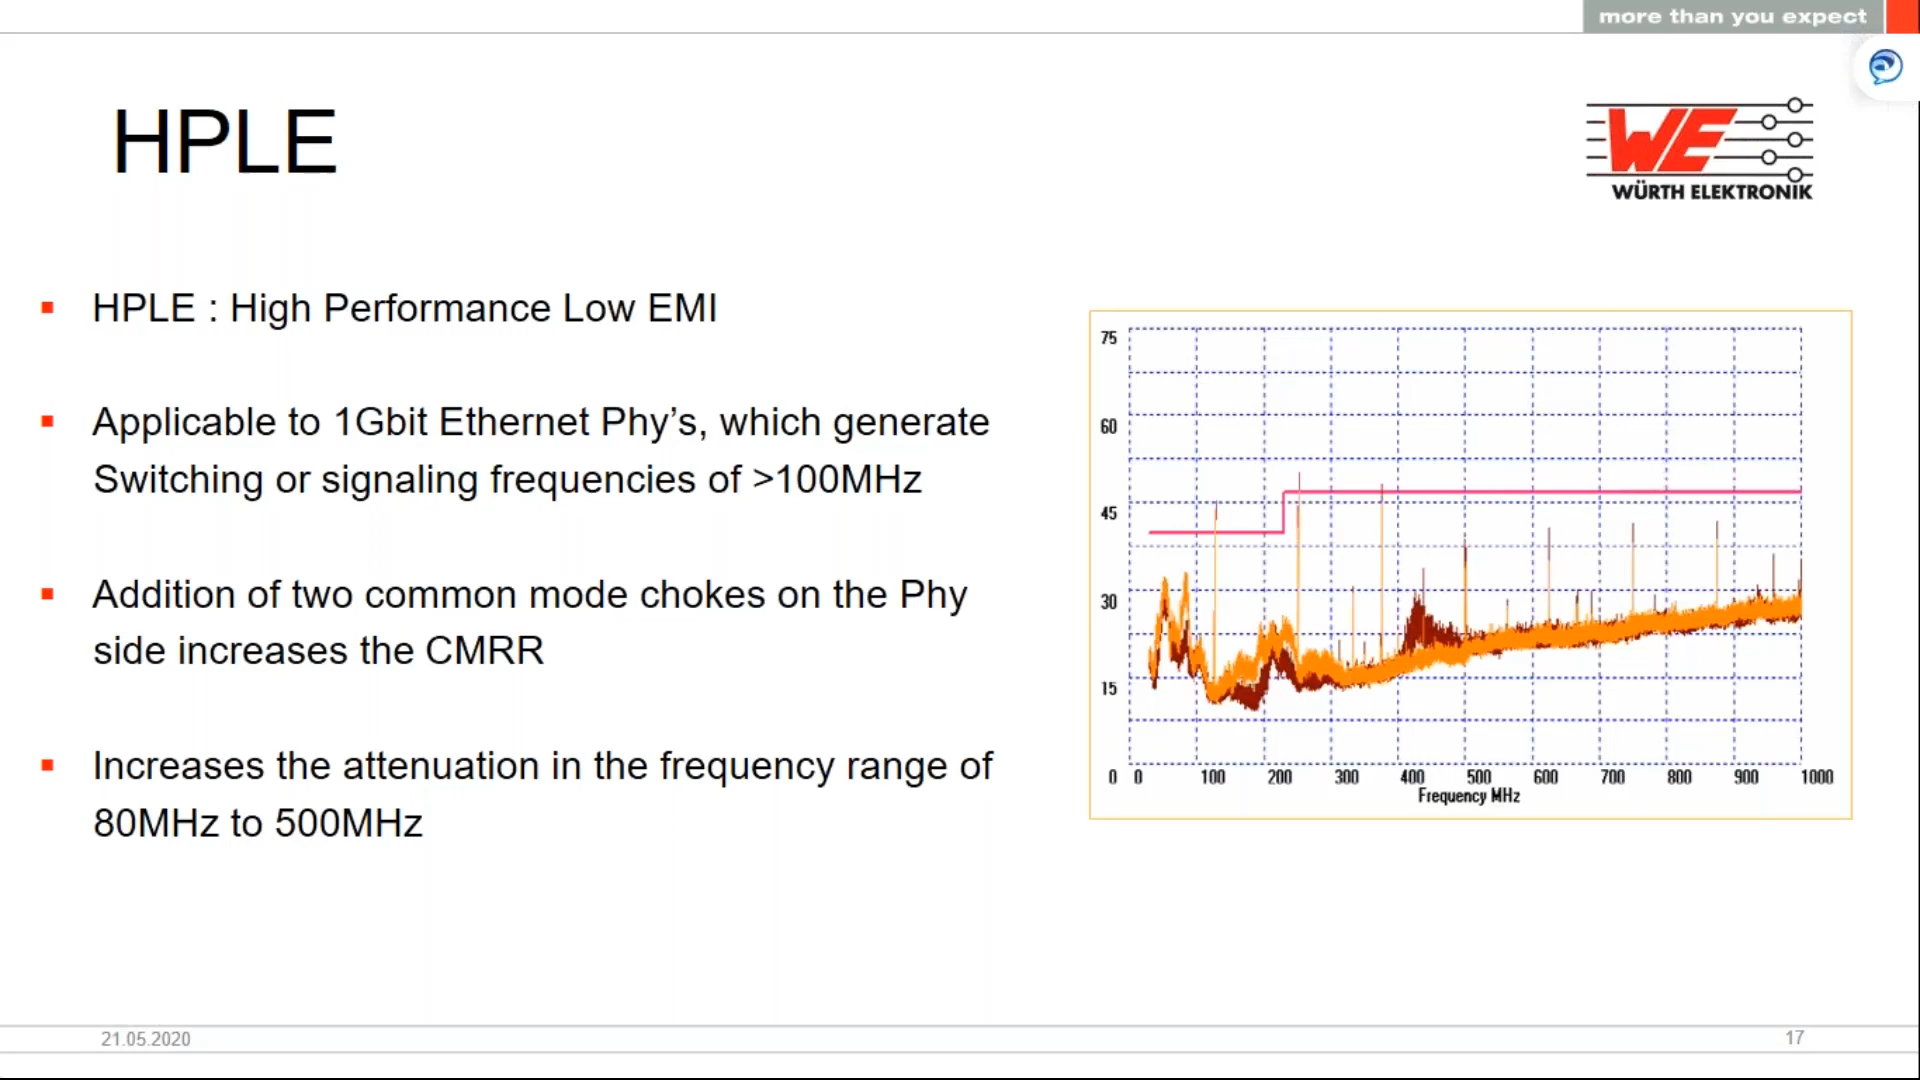 more than you expect
HPLE
WE
WÜRTH ELEKTRONIK
HPLE : High Performance Low EMI
Applicable to 1Gbit Ethernet Phy's, which generate
Switching or signaling frequencies of >100MHz
Addition of two common mode chokes on the Phy
side increases the CMRR
Increases the attenuation in the frequency range of
80MHz to 500MHz
75
60
45
30
15
0
0 100 200 300 400 500 600 700 800 900 1000
Frequency MHz
21.05.2020
17